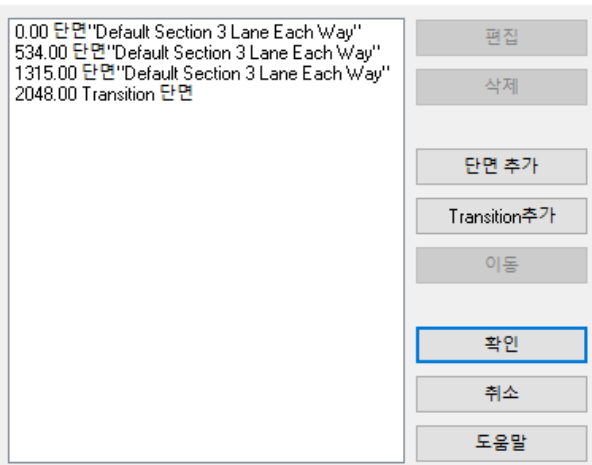 0.00 단면"Default Section 3 Lane Each Way"
534.00 단면"Default Section 3 Lane Each Way"
1315.00 단면"Default Section 3 Lane Each Way"
2048.00 Transition 단면
편집
삭제
단면 추가
Transition추가
이동
확인
취소
도움말